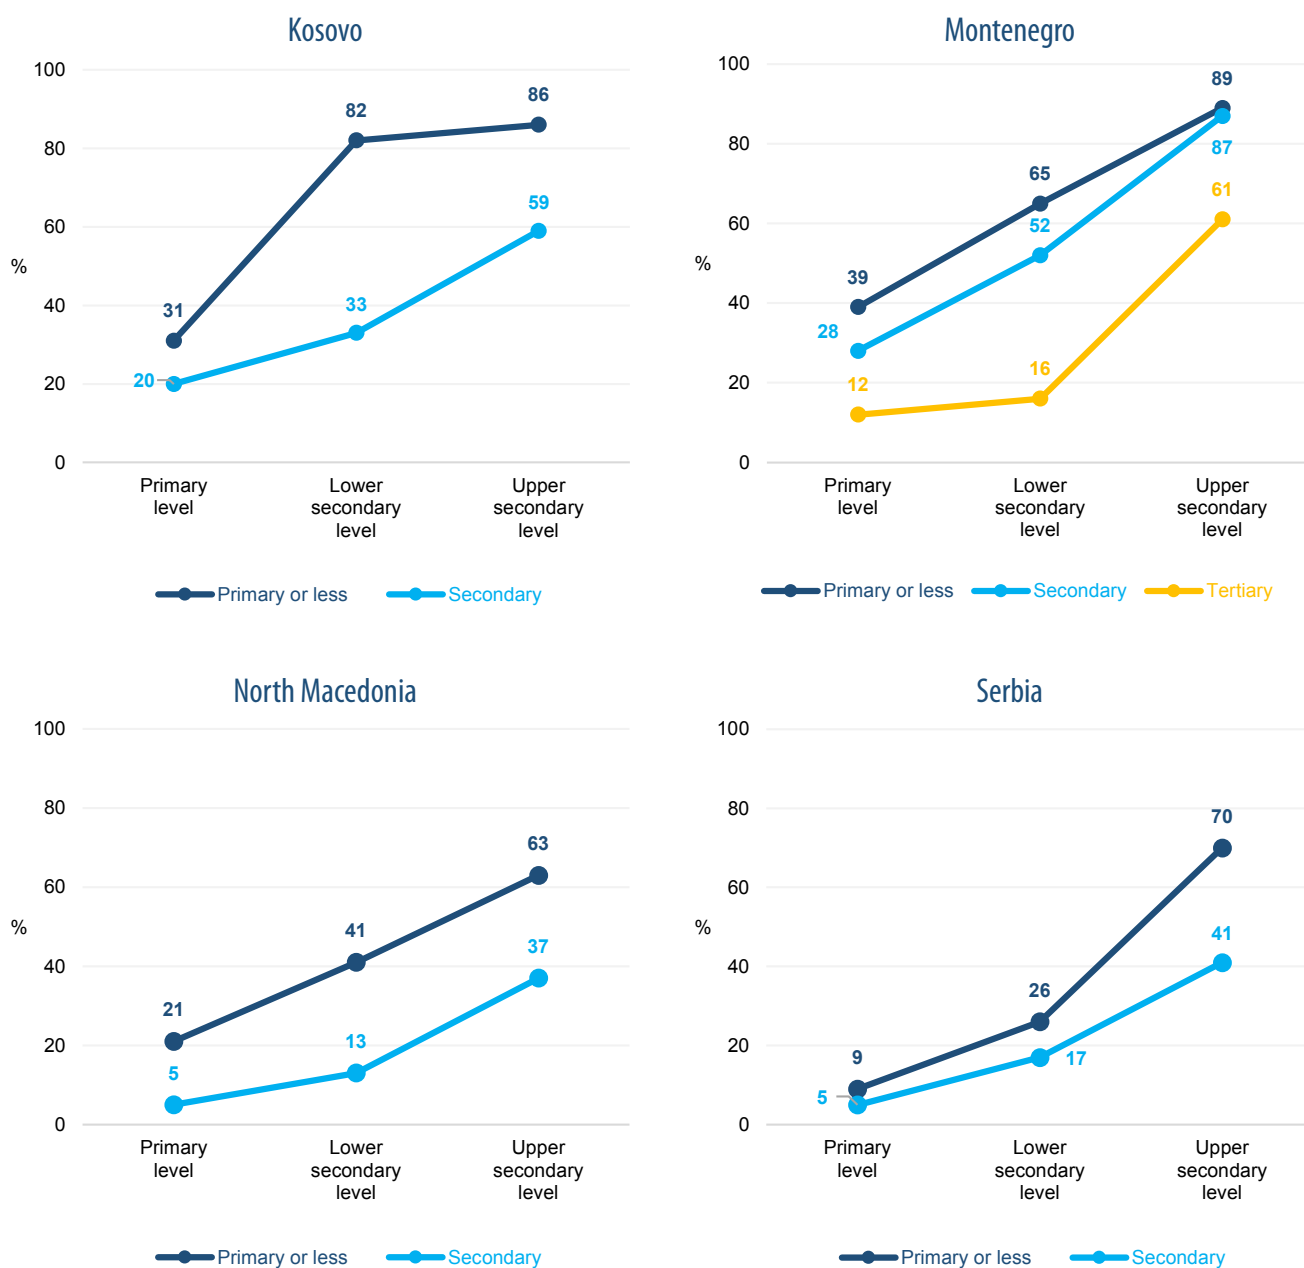 Kosovo
100
80
60
40
20
0
%
31
82
86
20
33
59
Primary
level
Lower
secondary
level
Upper
secondary
level
Primary or less
Secondary
Montenegro
100
80
60
40
20
0
%
39
65
89
28
52
87
12
16
61
Primary
level
Lower
secondary
level
Upper
secondary
level
Primary or less
Secondary
Tertiary
North Macedonia
100
80
60
40
20
0
%
21
41
63
5
13
37
Primary
level
Lower
secondary
level
Upper
secondary
level
Primary or less
Secondary
Serbia
100
80
60
40
20
0
%
9
26
70
5
17
41
Primary
level
Lower
secondary
level
Upper
secondary
level
Primary or less
Secondary